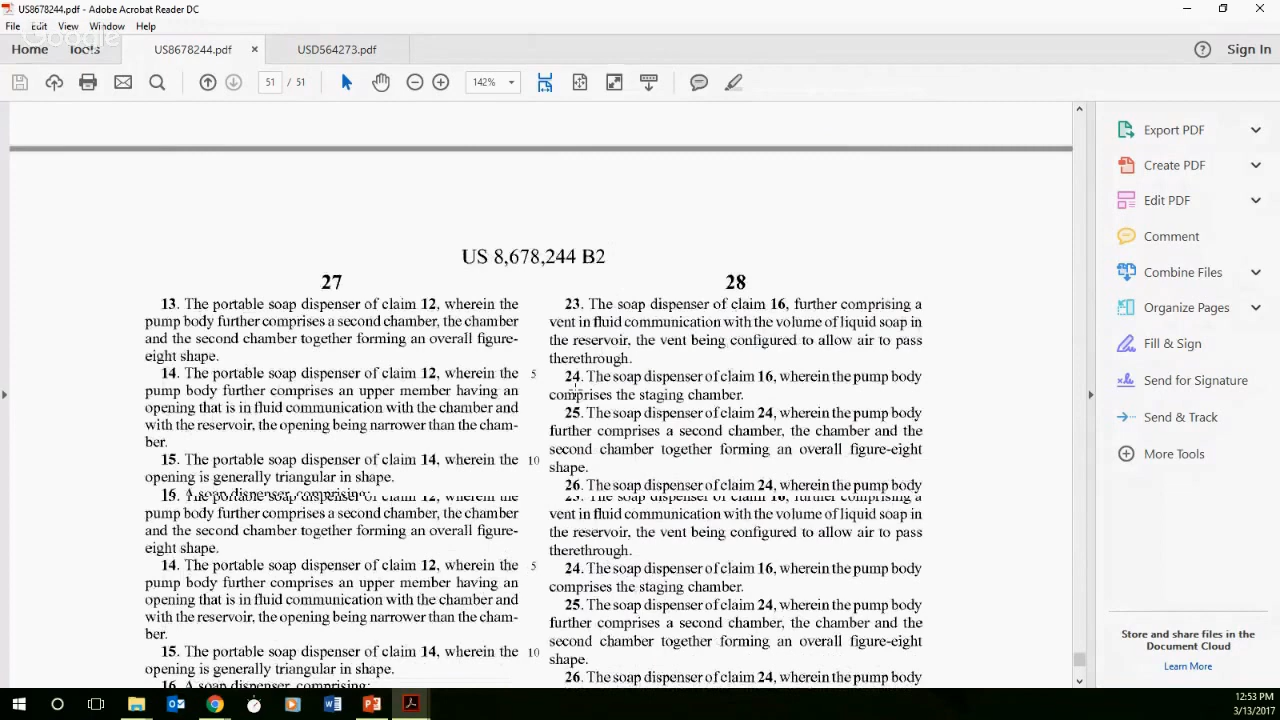 US8678244.pdf - Adobe Acrobat Reader DC
File Edit View Window Help
Google
Home Tools US8678244.pdf × USD564273.pdf Sign In
51 / 51 142%
US 8,678,244 B2
27
13. The portable soap dispenser of claim 12, wherein the
pump body further comprises a second chamber, the chamber
and the second chamber together forming an overall figure-
eight shape.
14. The portable soap dispenser of claim 12, wherein the 5
pump body further comprises an upper member having an
opening that is in fluid communication with the chamber and
with the reservoir, the opening being narrower than the cham-
ber.
15. The portable soap dispenser of claim 14, wherein the 10
opening is generally triangular in shape.
16. A soap dispenser, comprising:
pump body further comprises a second chamber, the chamber
and the second chamber together forming an overall figure-
eight shape.
14. The portable soap dispenser of claim 12, wherein the 5
pump body further comprises an upper member having an
opening that is in fluid communication with the chamber and
with the reservoir, the opening being narrower than the cham-
ber.
15. The portable soap dispenser of claim 14, wherein the 10
opening is generally triangular in shape.
16. A soap dispenser, comprising:
28
23. The soap dispenser of claim 16, further comprising a
vent in fluid communication with the volume of liquid soap in
the reservoir, the vent being configured to allow air to pass
therethrough.
24. The soap dispenser of claim 16, wherein the pump body
comprises the staging chamber.
25. The soap dispenser of claim 24, wherein the pump body
further comprises a second chamber, the chamber and the
second chamber together forming an overall figure-eight
shape.
26. The soap dispenser of claim 24, wherein the pump body
23. The soap dispenser of claim 16, further comprising a
vent in fluid communication with the volume of liquid soap in
the reservoir, the vent being configured to allow air to pass
therethrough.
24. The soap dispenser of claim 16, wherein the pump body
comprises the staging chamber.
25. The soap dispenser of claim 24, wherein the pump body
further comprises a second chamber, the chamber and the
second chamber together forming an overall figure-eight
shape.
26. The soap dispenser of claim 24, wherein the pump body
Export PDF
Create PDF
Edit PDF
Comment
Combine Files
Organize Pages
Fill & Sign
Send for Signature
Send & Track
More Tools
Store and share files in the
Document Cloud
Learn More
12:53 PM
3/13/2017